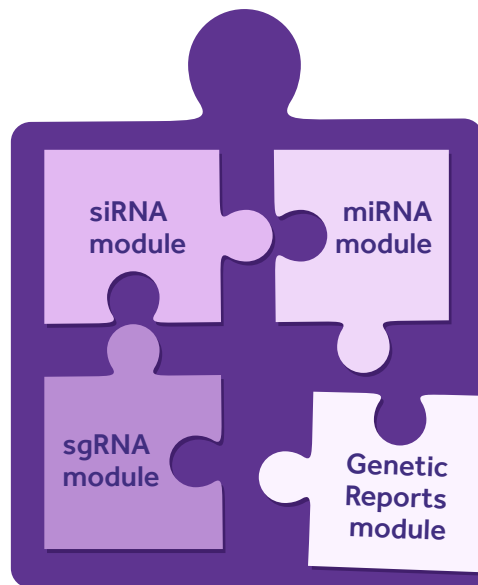 siRNA
module
miRNA
module
sgRNA
module
Genetic
Reports
module